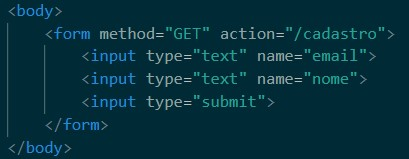 <body>
<form method="GET" action="/cadastro">
<input type="text" name="email">
<input type="text" name="nome">
<input type="submit">
</form>
</body>